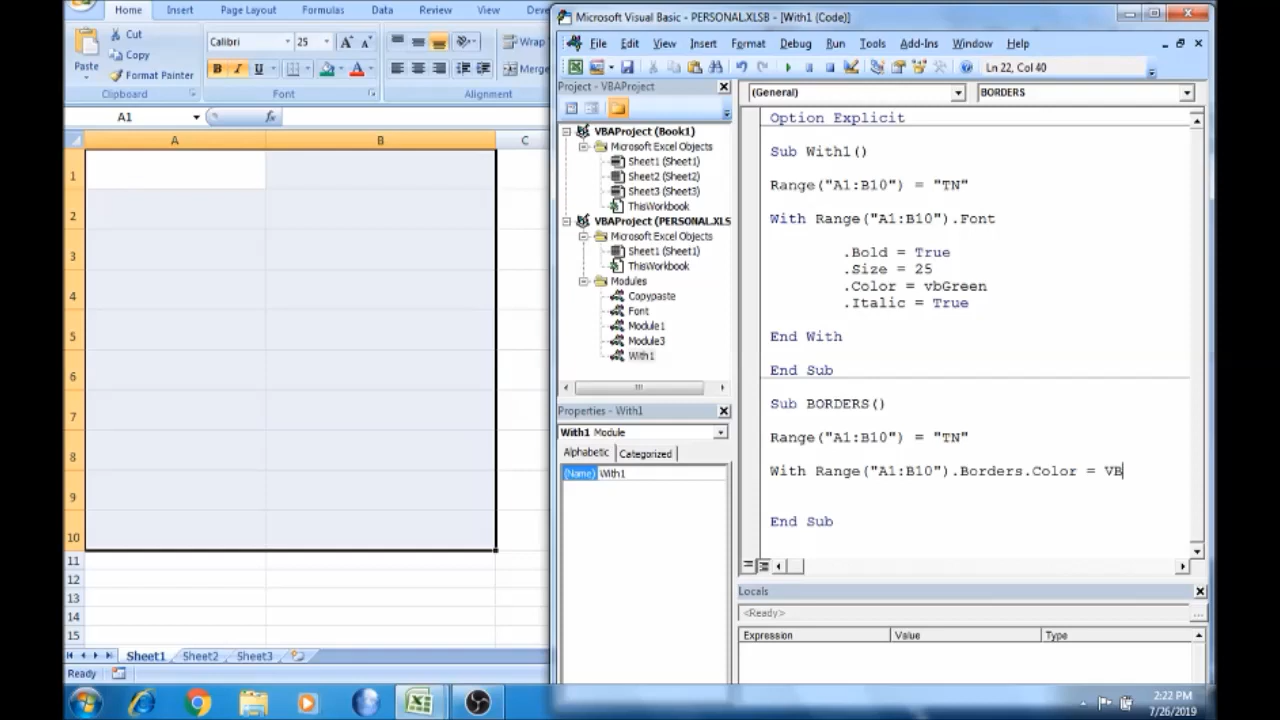 Home Insert Page Layout Formulas Data Review View Dev
Cut
Copy
Paste
Format Painter
Calibri 25
Wrap
B I U
Merge
Clipboard Font Alignment
A1 fx
A B C
1
2
3
4
5
6
7
8
9
10
11
12
13
14
15
Sheet1 Sheet2 Sheet3
Ready
Microsoft Visual Basic - PERSONAL.XLSB - [With1 (Code)]
File Edit View Insert Format Debug Run Tools Add-Ins Window Help
Ln 22, Col 40
Project - VBAProject
VBAProject (Book1)
Microsoft Excel Objects
Sheet1 (Sheet1)
Sheet2 (Sheet2)
Sheet3 (Sheet3)
ThisWorkbook
VBAProject (PERSONAL.XLS
Microsoft Excel Objects
Sheet1 (Sheet1)
ThisWorkbook
Modules
Copypaste
Font
Module1
Module3
With1
Properties - With1
With1 Module
Alphabetic Categorized
(Name) With1
(General) BORDERS
Option Explicit
Sub With1()
Range("A1:B10") = "TN"
With Range("A1:B10").Font
.Bold = True
.Size = 25
.Color = vbGreen
.Italic = True
End With
End Sub
Sub BORDERS()
Range("A1:B10") = "TN"
With Range("A1:B10").Borders.Color = VB
End Sub
Locals
<Ready>
...
Expression Value Type
2:22 PM
7/26/2019